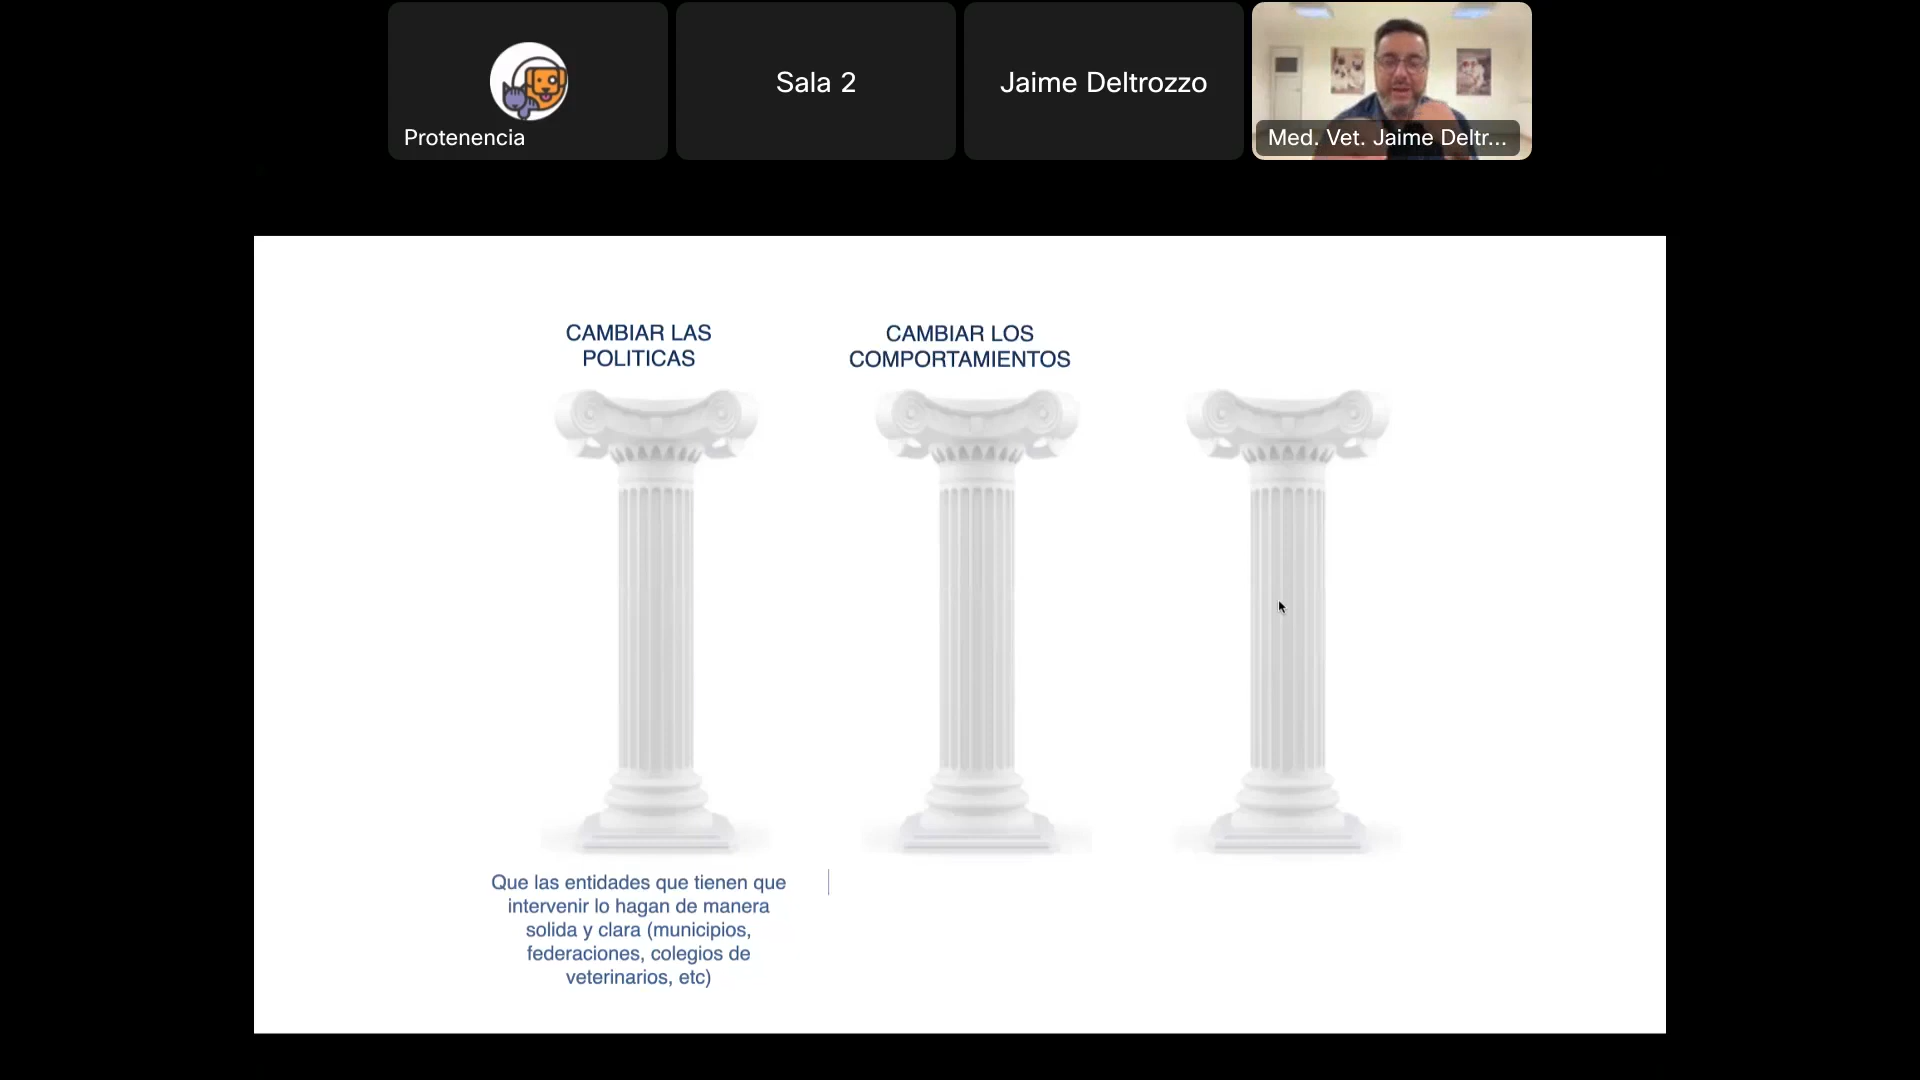 Protenencia
Sala 2
Jaime Deltrozzo
Med. Vet. Jaime Deltr...
CAMBIAR LAS
POLITICAS
CAMBIAR LOS
COMPORTAMIENTOS
Que las entidades que tienen que
intervenir lo hagan de manera
solida y clara (municipios,
federaciones, colegios de
veterinarios, etc)